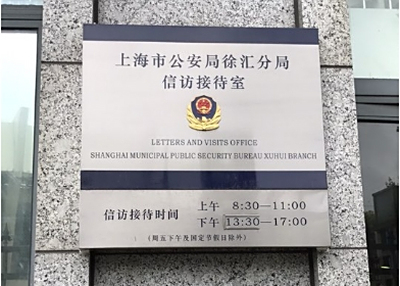 上海市公安局徐汇分局
信访接待室
LETTERS AND VISITS OFFICE
SHANGHAI MUNICIPAL PUBLIC SECURITY BUREAU XUHUI BRANCH
信访接待时间
上午 8:30—11:00
下午 13:30—17:00
(周五下午及国定节假日除外)